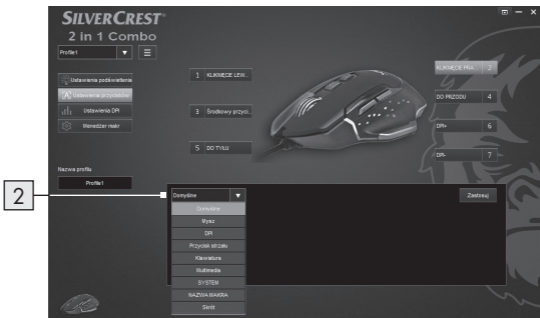 SILVERCREST®
2 in 1 Combo
Profile1
Ustawienia podświetlenia
Ustawienia przycisków
Ustawienia DPI
Menedżer makr
Nazwa profilu
Profile1
1 KLIKNIĘCIE LEW...
3 Środkowy przyci...
5 DO TYŁU
KLIKNIĘCIE PRA... 2
DO PRZODU 4
DPI+ 6
DPI- 7
2
Domyślne
Zastosuj
Domyślne
Mysz
DPI
Przycisk strzału
Klawiatura
Multimedia
SYSTEM
NAZWA MAKRA
Skrót